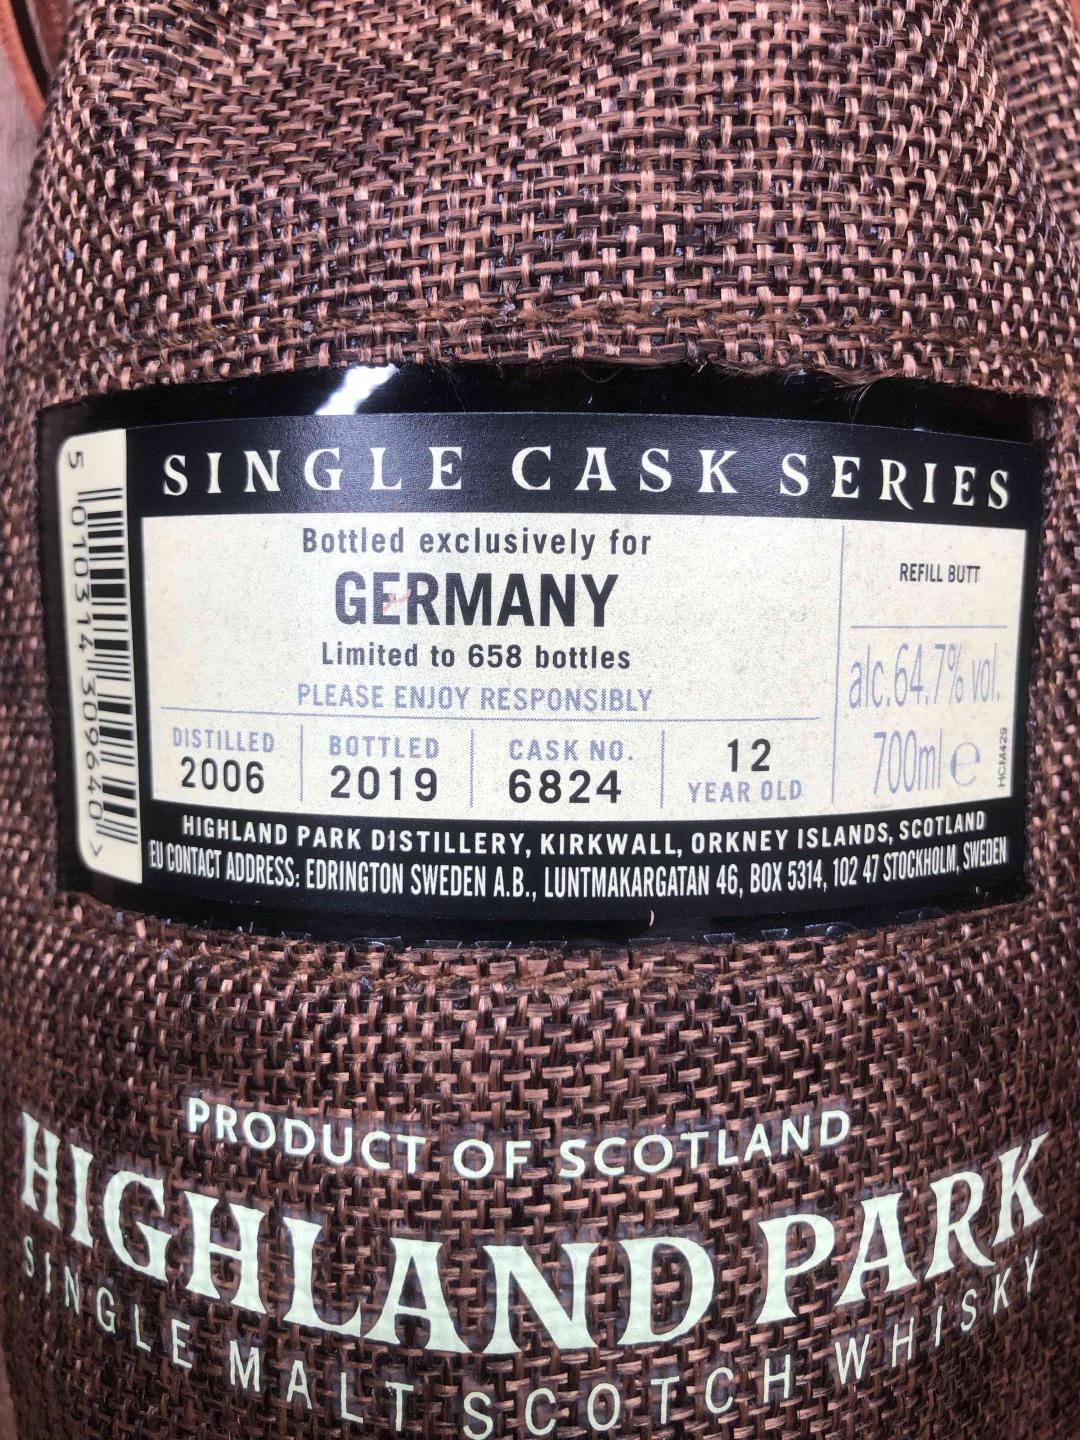 SINGLE CASK SERIES
Bottled exclusively for
GERMANY
Limited to 658 bottles
PLEASE ENJOY RESPONSIBLY
DISTILLED
2006
BOTTLED
2019
CASK NO.
6824
12
YEAR OLD
REFILL BUTT
alc.64.7% vol.
700ml e
HCM429
5 010314 309640 >
HIGHLAND PARK DISTILLERY, KIRKWALL, ORKNEY ISLANDS, SCOTLAND
EU CONTACT ADDRESS: EDRINGTON SWEDEN A.B., LUNTMAKARGATAN 46, BOX 5314, 102 47 STOCKHOLM, SWEDEN
PRODUCT OF SCOTLAND
HIGHLAND PARK
SINGLE MALT SCOTCH WHISKY